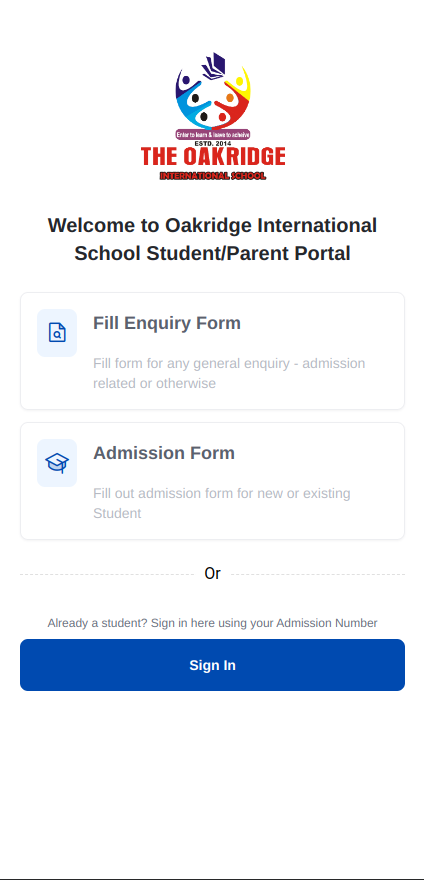 Enter to learn & leave to acheive
ESTD. 2014
THE OAKRIDGE
INTERNATIONAL SCHOOL
Welcome to Oakridge International
School Student/Parent Portal
Fill Enquiry Form
Fill form for any general enquiry - admission
related or otherwise
Admission Form
Fill out admission form for new or existing
Student
Or
Already a student? Sign in here using your Admission Number
Sign In